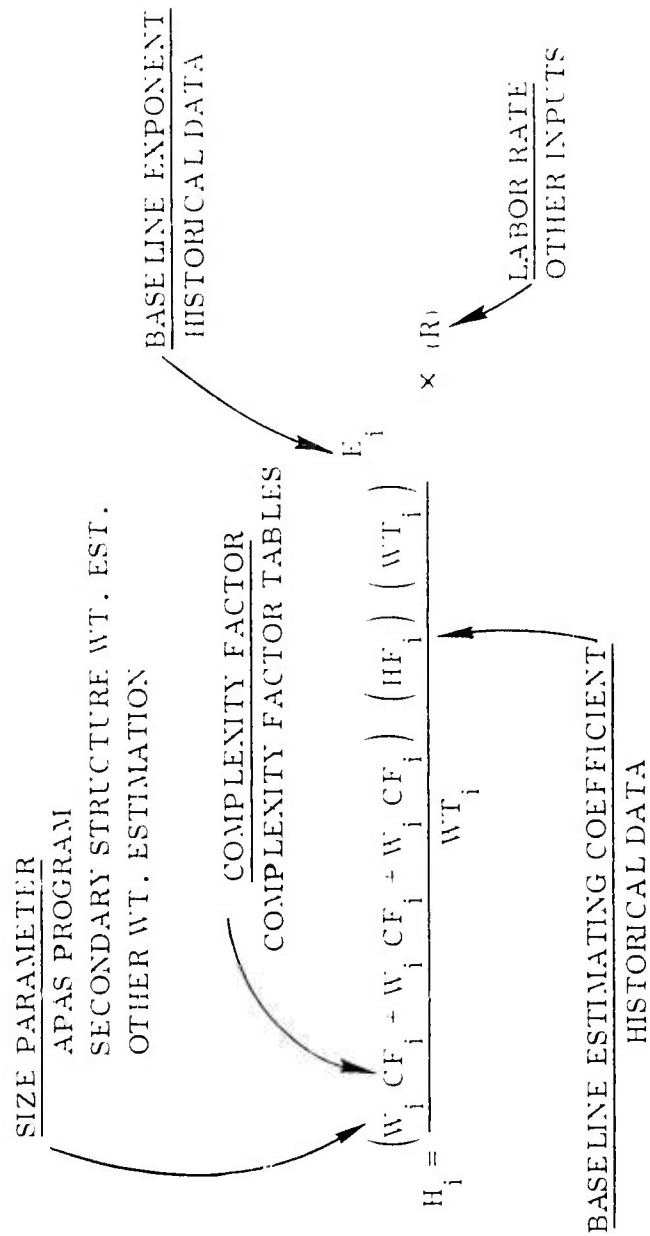 SIZE PARAMETER
APAS PROGRAM
SECONDARY STRUCTURE WT. EST.
OTHER WT. ESTIMATION
COMPLEXITY FACTOR
COMPLEXITY FACTOR TABLES
BASELINE EXPONENT
HISTORICAL DATA
H_i = (W_i CF_i + W_i CF_i + W_i CF_i) (HF_i) (WT_i)^E_i × (R)
WT_i
LABOR RATE
OTHER INPUTS
BASELINE ESTIMATING COEFFICIENT
HISTORICAL DATA